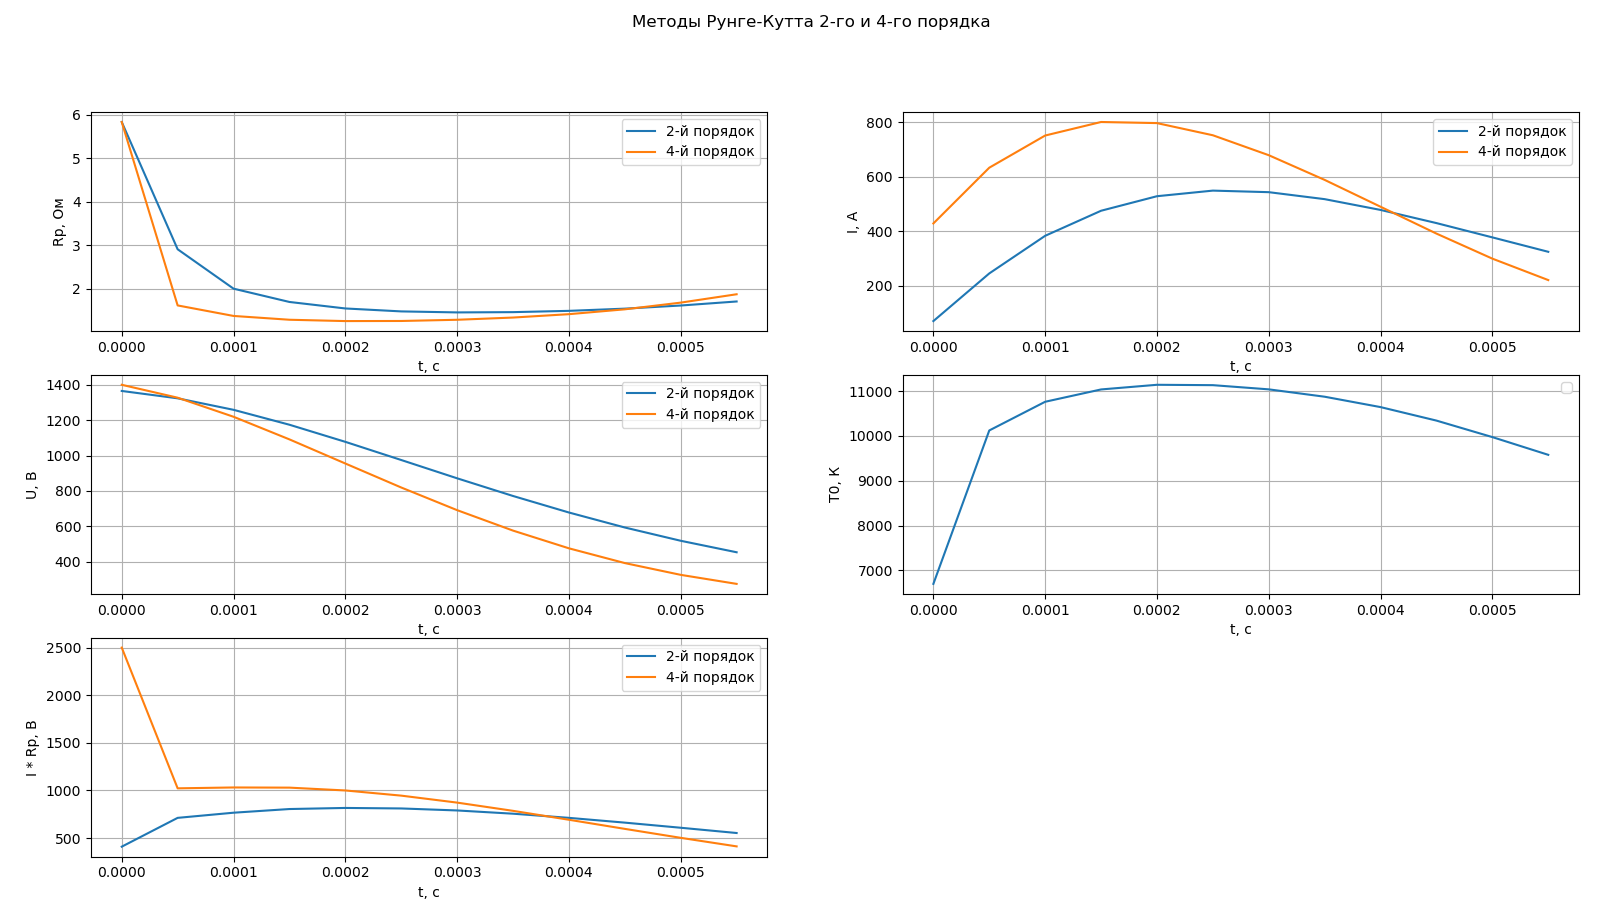 Методы Рунге-Кутта 2-го и 4-го порядка
6
5
4
3
2
Rp, Ом
2-й порядок
4-й порядок
0.0000 0.0001 0.0002 0.0003 0.0004 0.0005
t, с
800
600
400
200
I, А
2-й порядок
4-й порядок
0.0000 0.0001 0.0002 0.0003 0.0004 0.0005
t, с
1400
1200
1000
800
600
400
U, В
2-й порядок
4-й порядок
0.0000 0.0001 0.0002 0.0003 0.0004 0.0005
t, с
11000
10000
9000
8000
7000
T0, К
0.0000 0.0001 0.0002 0.0003 0.0004 0.0005
t, с
2500
2000
1500
1000
500
I * Rp, В
2-й порядок
4-й порядок
0.0000 0.0001 0.0002 0.0003 0.0004 0.0005
t, с